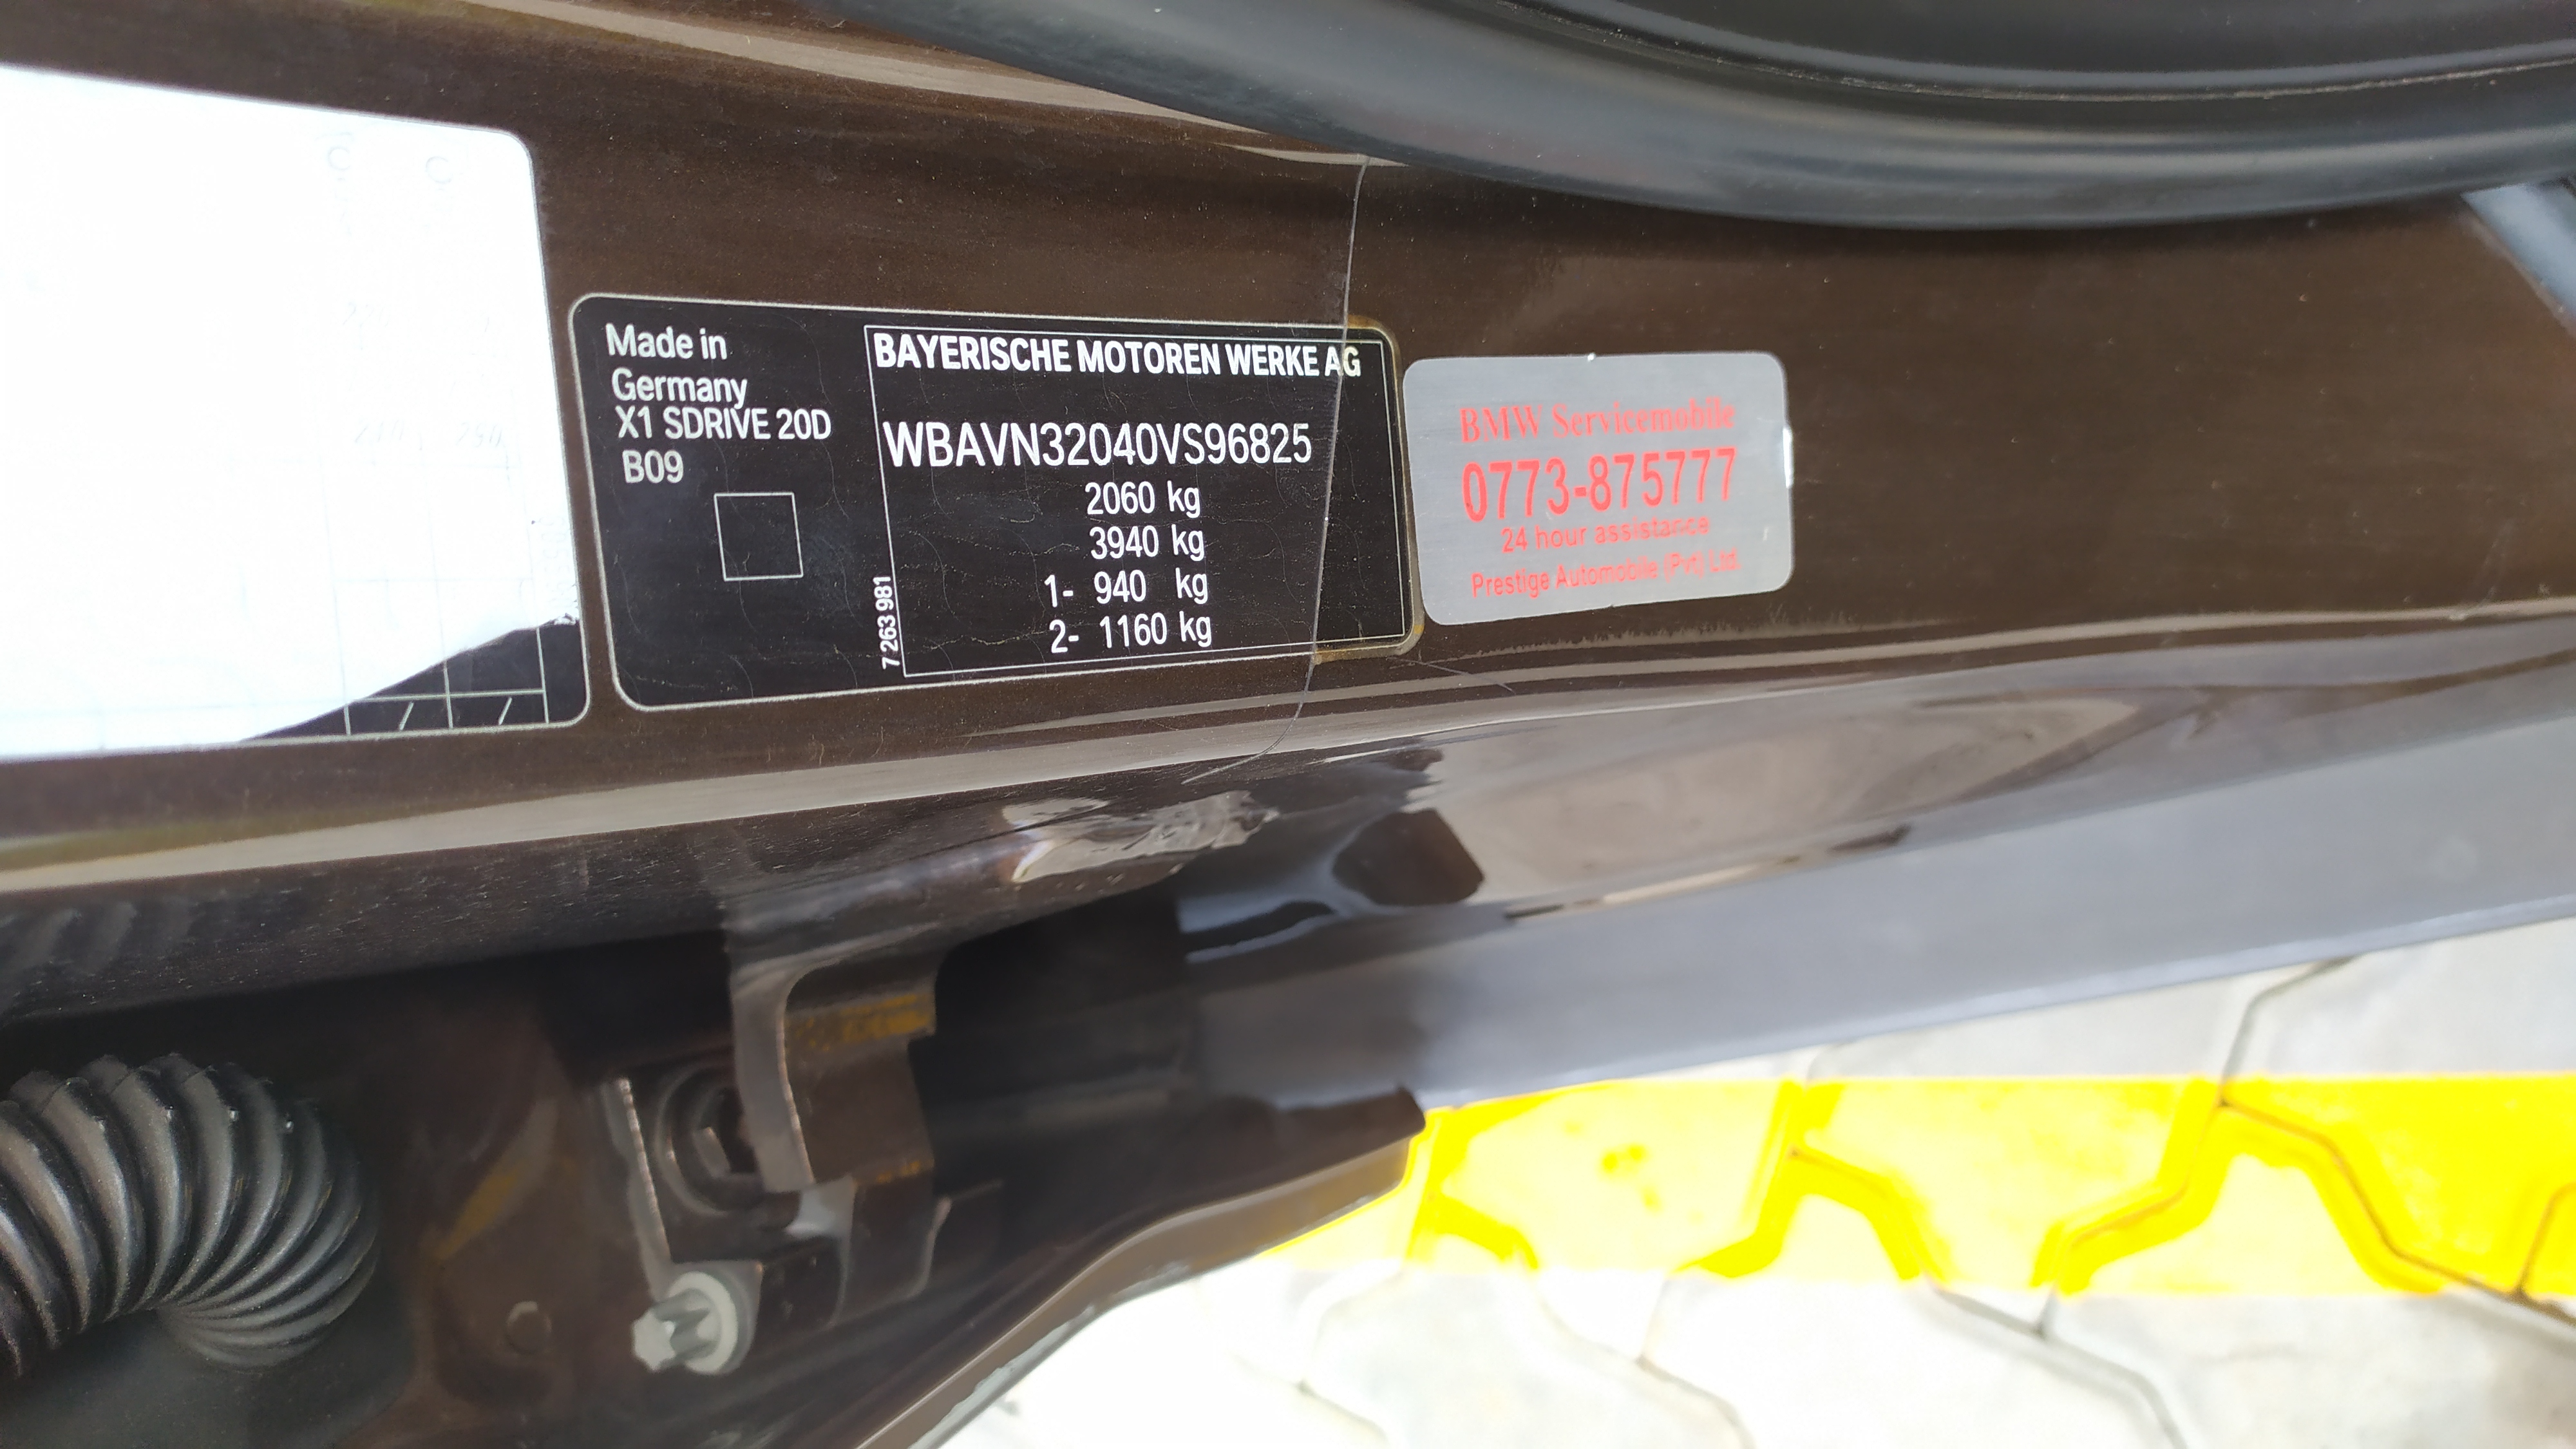 Made in
Germany
X1 SDRIVE 20D
B09
BAYERISCHE MOTOREN WERKE AG
WBAVN32040VS96825
2060 kg
3940 kg
1- 940 kg
2- 1160 kg
7 263 981
BMW Servicemobile
0773-875777
24 hour assistance
Prestige Automobile (Pvt) Ltd